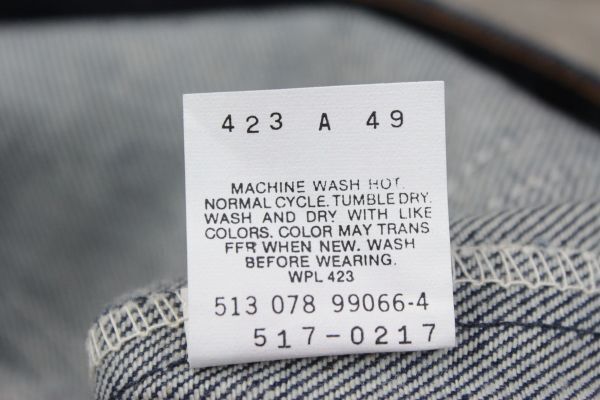 423 A 49
MACHINE WASH HOT.
NORMAL CYCLE. TUMBLE DRY.
WASH AND DRY WITH LIKE
COLORS. COLOR MAY TRANS
FER WHEN NEW. WASH
BEFORE WEARING.
WPL 423
513 078 99066-4
517-0217